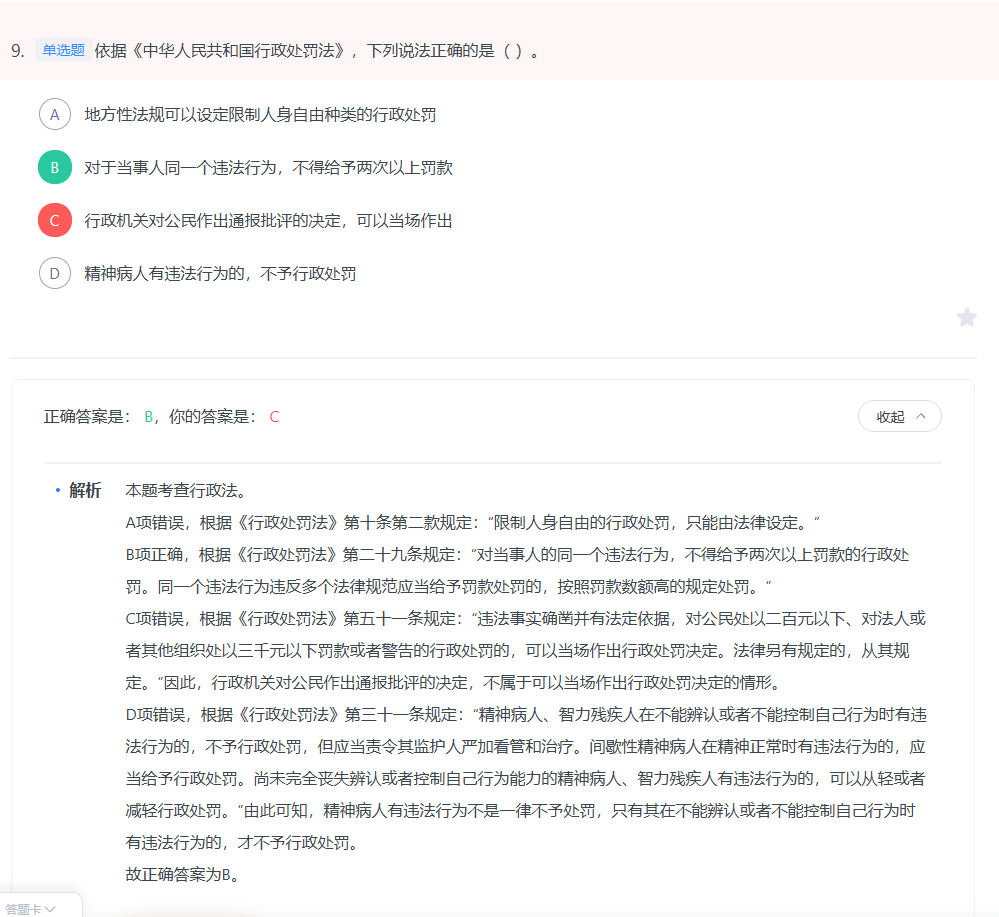 9. 单选题 依据《中华人民共和国行政处罚法》，下列说法正确的是（ ）。
A 地方性法规可以设定限制人身自由种类的行政处罚
B 对于当事人同一个违法行为，不得给予两次以上罚款
C 行政机关对公民作出通报批评的决定，可以当场作出
D 精神病人有违法行为的，不予行政处罚
正确答案是： B，你的答案是： C
收起
· 解析 本题考查行政法。
A项错误，根据《行政处罚法》第十条第二款规定：“限制人身自由的行政处罚，只能由法律设定。”
B项正确，根据《行政处罚法》第二十九条规定：“对当事人的同一个违法行为，不得给予两次以上罚款的行政处
罚。同一个违法行为违反多个法律规范应当给予罚款处罚的，按照罚款数额高的规定处罚。”
C项错误，根据《行政处罚法》第五十一条规定：“违法事实确凿并有法定依据，对公民处以二百元以下、对法人或
者其他组织处以三千元以下罚款或者警告的行政处罚的，可以当场作出行政处罚决定。法律另有规定的，从其规
定。”因此，行政机关对公民作出通报批评的决定，不属于可以当场作出行政处罚决定的情形。
D项错误，根据《行政处罚法》第三十一条规定：“精神病人、智力残疾人在不能辨认或者不能控制自己行为时有违
法行为的，不予行政处罚，但应当责令其监护人严加看管和治疗。间歇性精神病人在精神正常时有违法行为的，应
当给予行政处罚。尚未完全丧失辨认或者控制自己行为能力的精神病人、智力残疾人有违法行为的，可以从轻或者
减轻行政处罚。”由此可知，精神病人有违法行为不是一律不予处罚，只有其在不能辨认或者不能控制自己行为时
有违法行为的，才不予行政处罚。
故正确答案为B。
答题卡